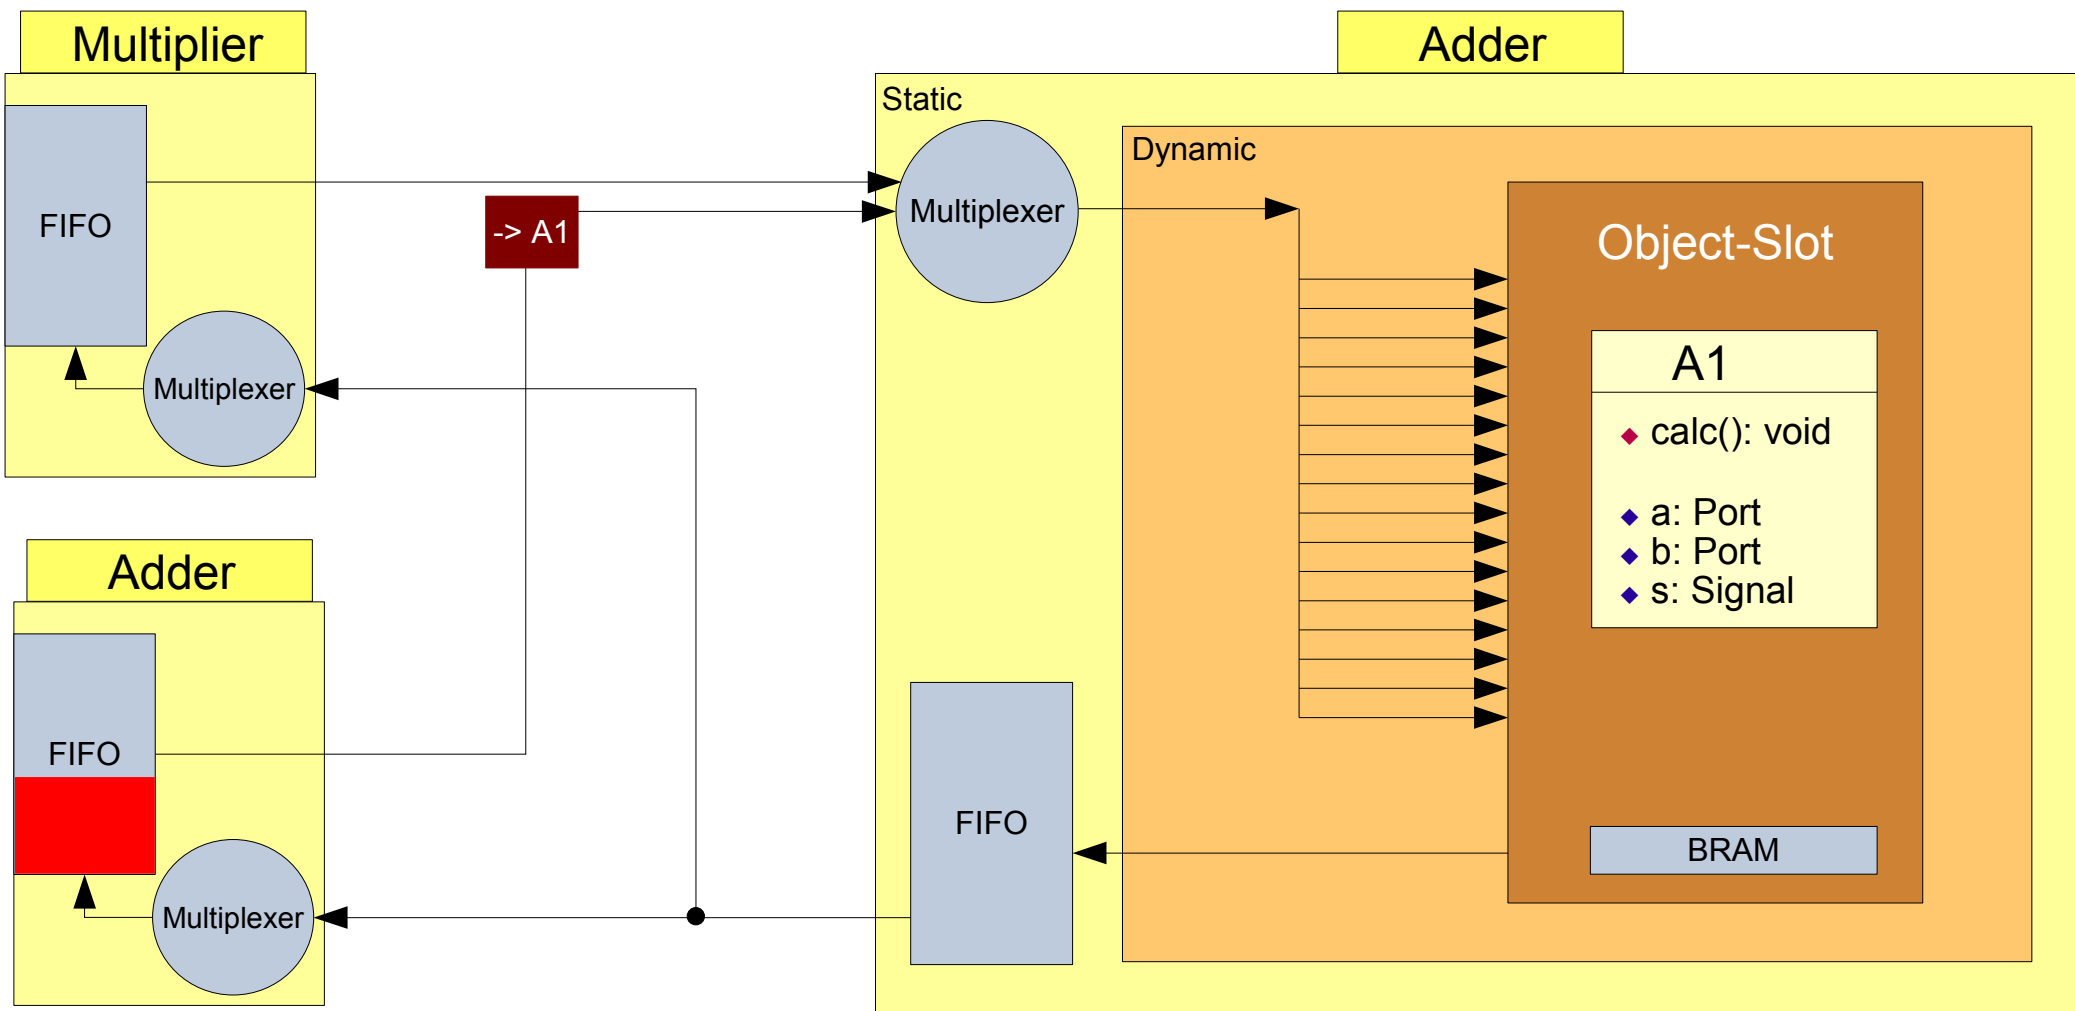 Multiplier
FIFO
Multiplexer
Adder
FIFO
Multiplexer
-> A1
Adder
Static
Multiplexer
FIFO
Dynamic
Object-Slot
A1
calc(): void
a: Port
b: Port
s: Signal
BRAM